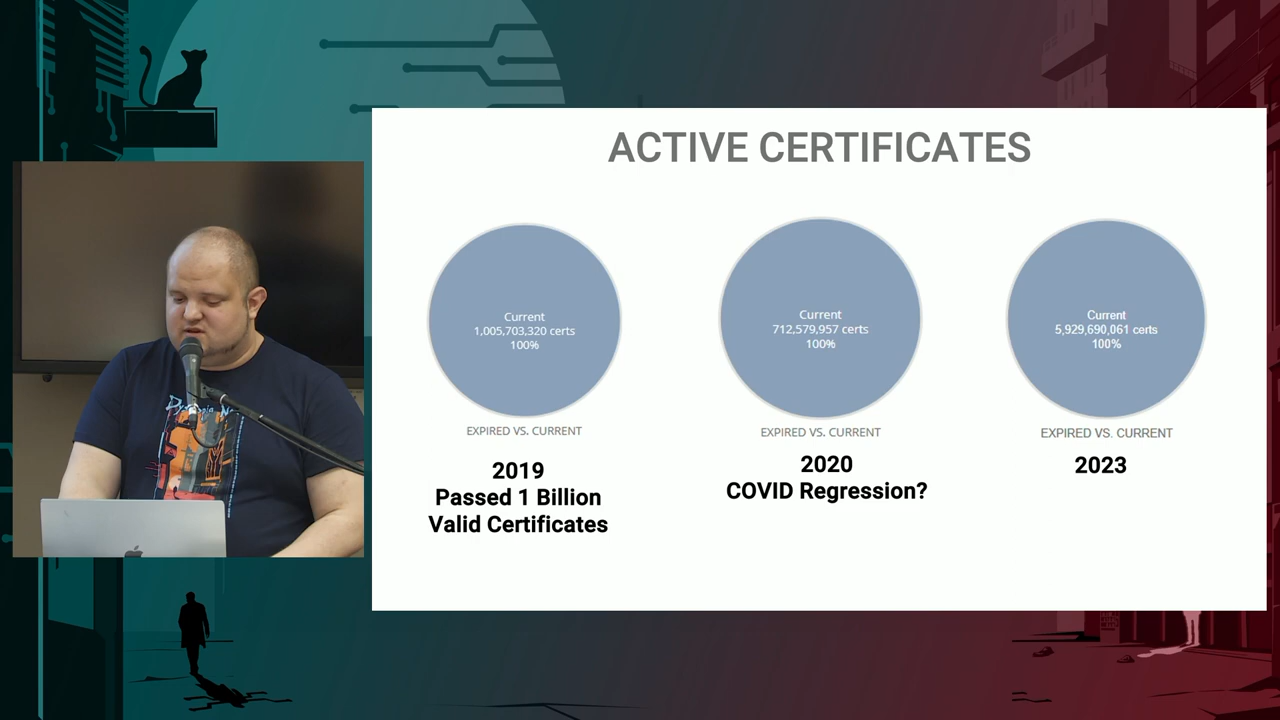 ACTIVE CERTIFICATES
Current
1,005,703,320 certs
100%
EXPIRED VS. CURRENT
2019
Passed 1 Billion
Valid Certificates
Current
712,579,957 certs
100%
EXPIRED VS. CURRENT
2020
COVID Regression?
Current
5,929,690,061 certs
100%
EXPIRED VS. CURRENT
2023